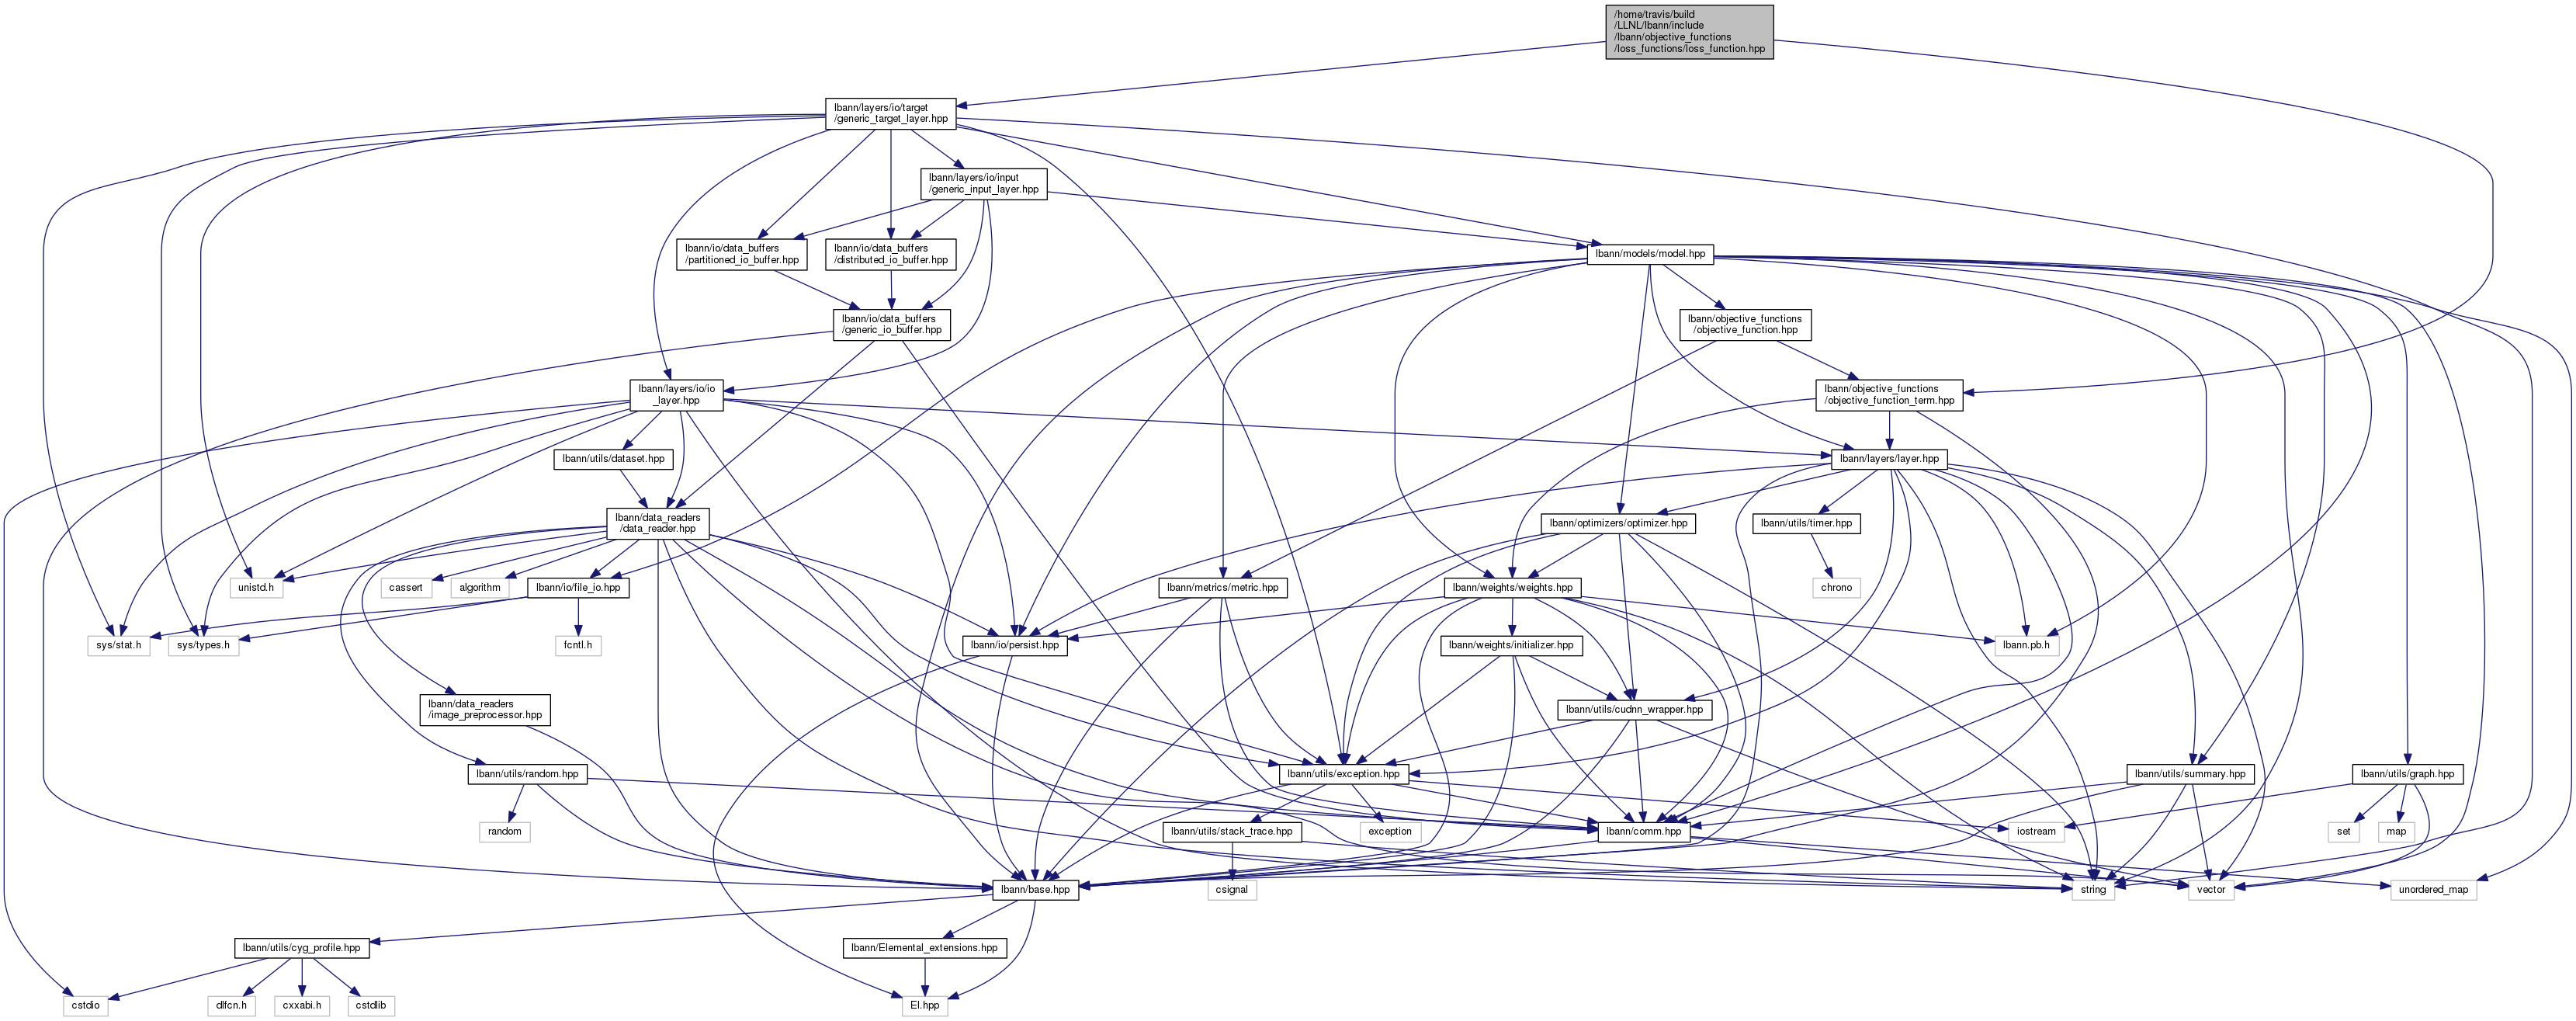 /home/travis/build
/LLNL/lbann/include
/lbann/objective_functions
/loss_functions/loss_function.hpp
lbann/layers/io/target
/generic_target_layer.hpp
lbann/layers/io/input
/generic_input_layer.hpp
lbann/io/data_buffers
/partitioned_io_buffer.hpp
lbann/io/data_buffers
/distributed_io_buffer.hpp
lbann/models/model.hpp
lbann/io/data_buffers
/generic_io_buffer.hpp
lbann/objective_functions
/objective_function.hpp
lbann/layers/io/io
_layer.hpp
lbann/objective_functions
/objective_function_term.hpp
lbann/utils/dataset.hpp
lbann/layers/layer.hpp
lbann/data_readers
/data_reader.hpp
lbann/optimizers/optimizer.hpp
lbann/utils/timer.hpp
unistd.h
cassert
algorithm
lbann/io/file_io.hpp
lbann/metrics/metric.hpp
lbann/weights/weights.hpp
chrono
sys/stat.h
sys/types.h
fcntl.h
lbann/io/persist.hpp
lbann/weights/initializer.hpp
lbann.pb.h
lbann/data_readers
/image_preprocessor.hpp
lbann/utils/cudnn_wrapper.hpp
lbann/utils/random.hpp
lbann/utils/exception.hpp
lbann/utils/summary.hpp
lbann/utils/graph.hpp
random
lbann/utils/stack_trace.hpp
exception
lbann/comm.hpp
iostream
set
map
lbann/base.hpp
csignal
string
vector
unordered_map
lbann/utils/cyg_profile.hpp
lbann/Elemental_extensions.hpp
cstdio
dlfcn.h
cxxabi.h
cstdlib
El.hpp